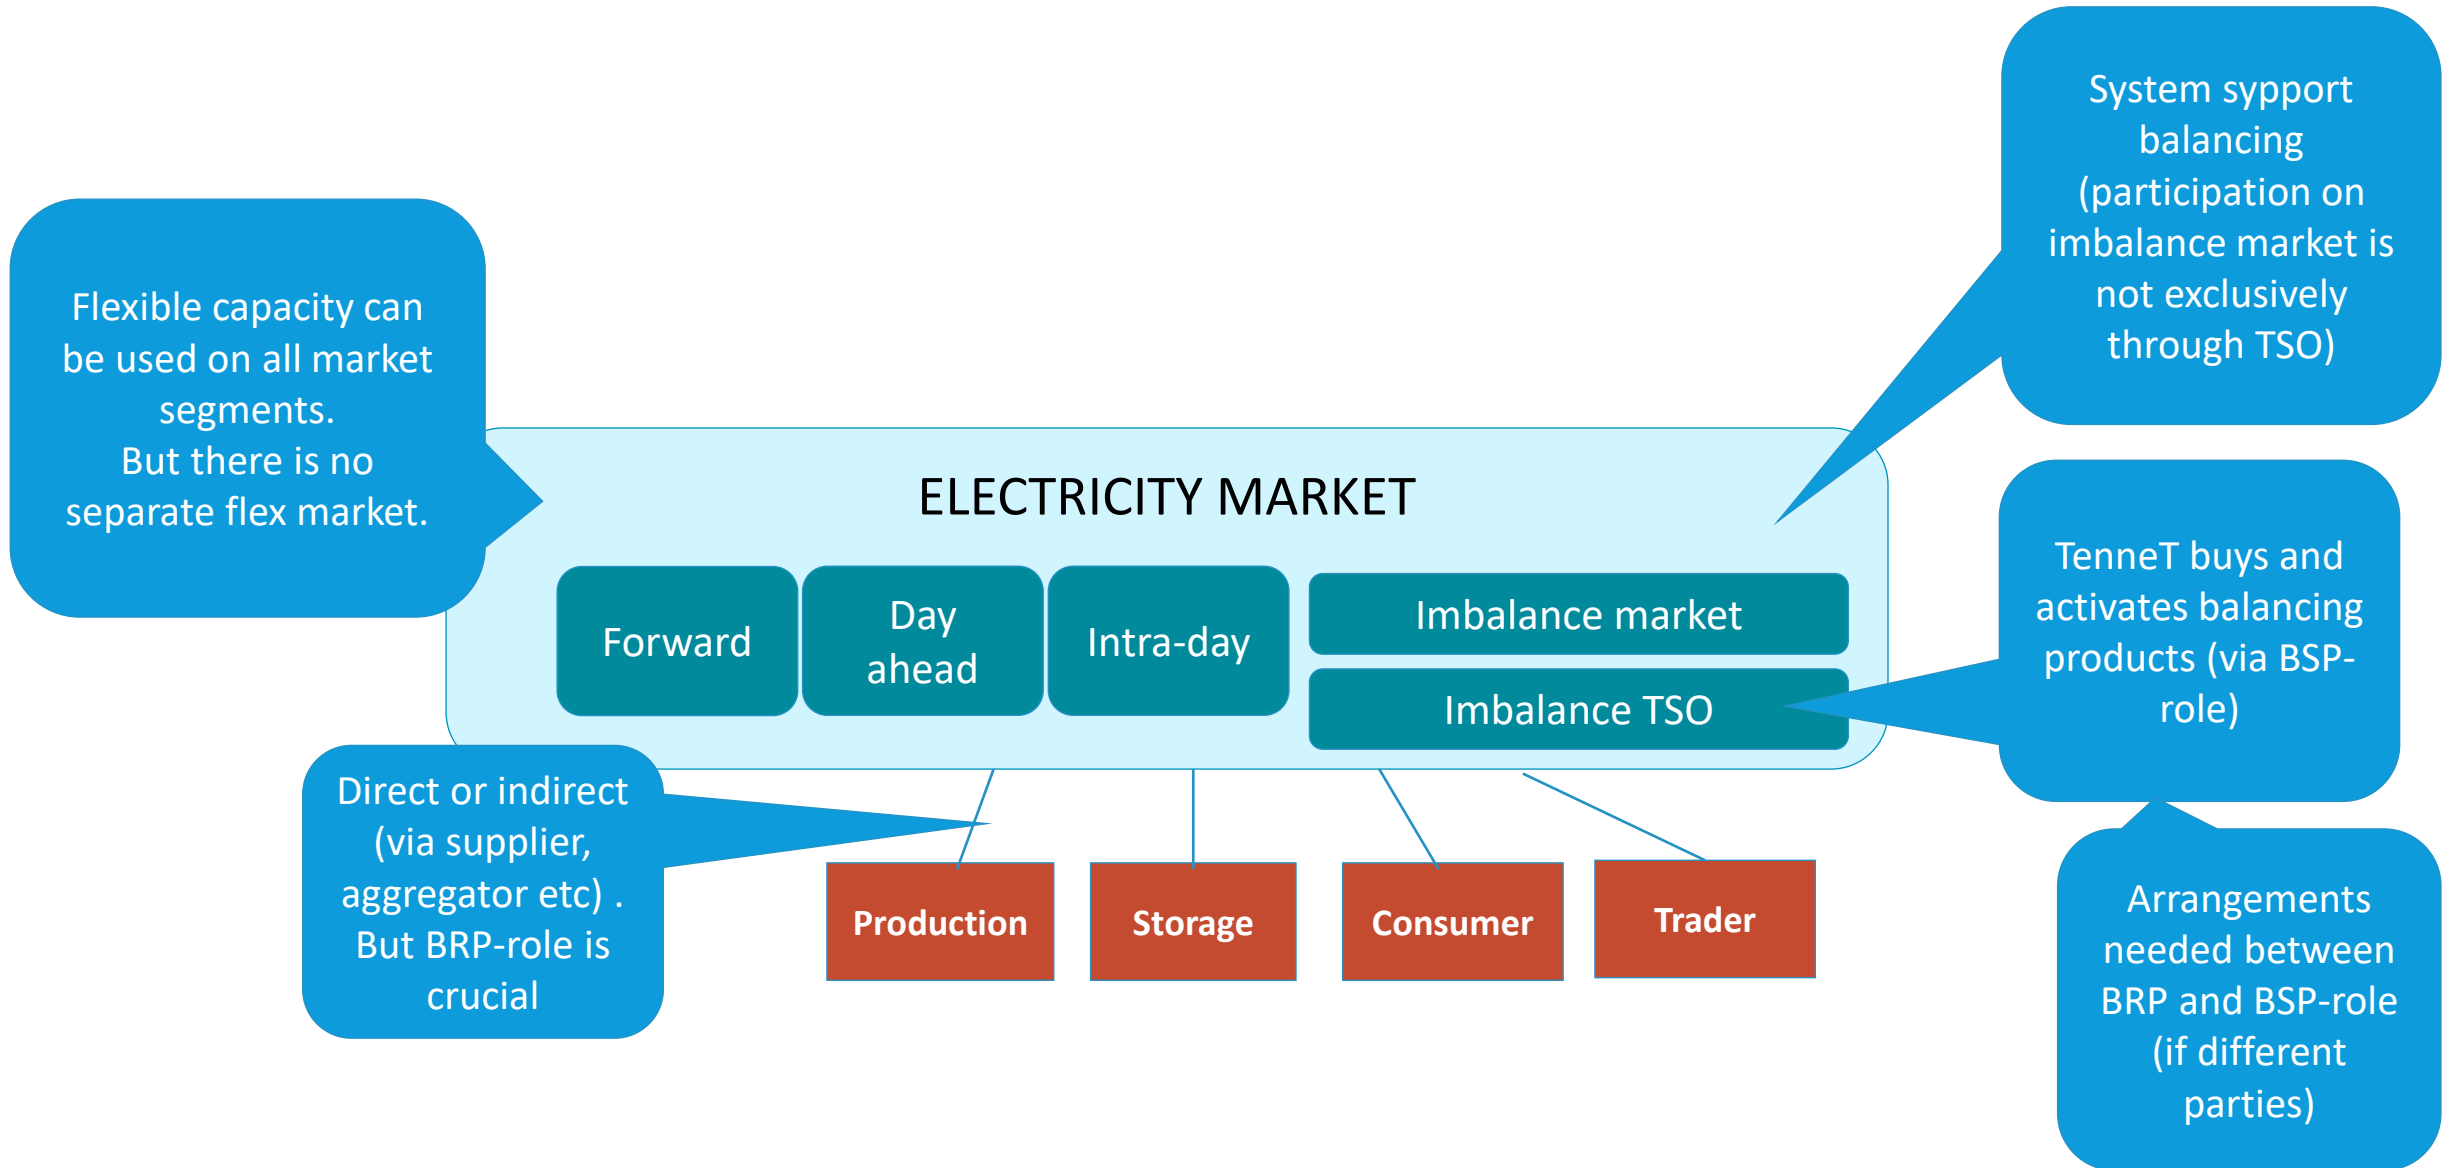 System sypport
balancing
(participation on
imbalance market is
not exclusively
through TSO)
Flexible capacity can
be used on all market
segments.
But there is no
separate flex market.
ELECTRICITY MARKET
Forward
Day
ahead
Intra-day
Imbalance market
Imbalance TSO
TenneT buys and
activates balancing
products (via BSP-
role)
Direct or indirect
(via supplier,
aggregator etc) .
But BRP-role is
crucial
Production
Storage
Consumer
Trader
Arrangements
needed between
BRP and BSP-role
(if different
parties)